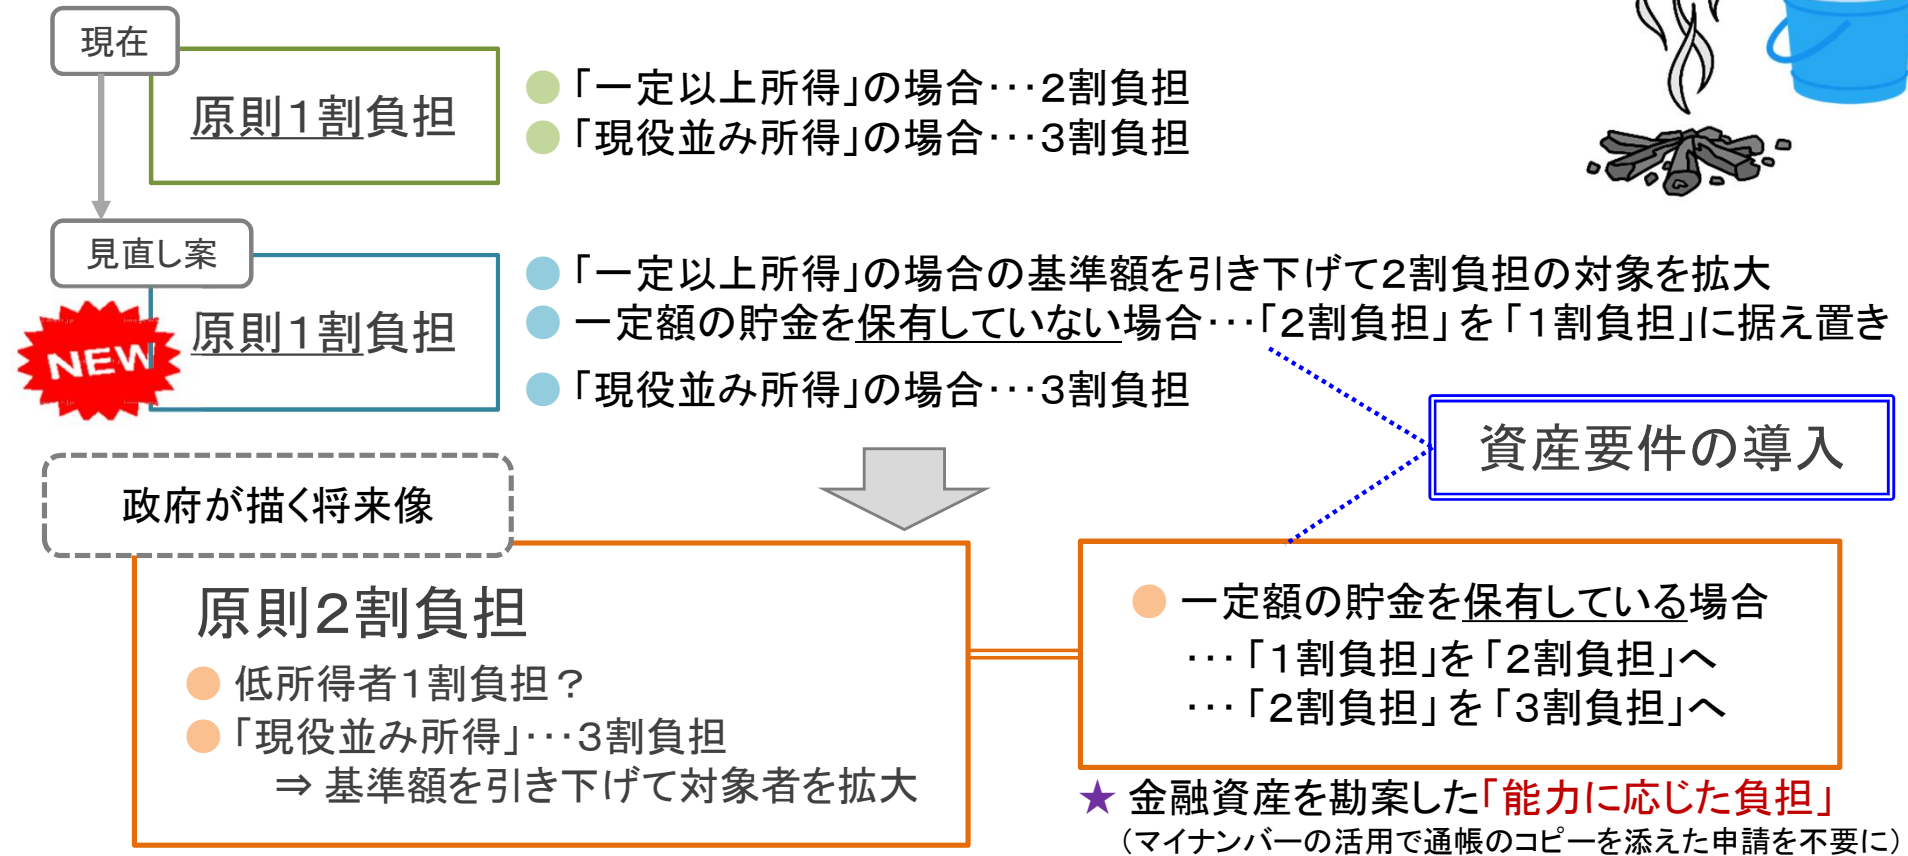 現在
原則1割負担
●「一定以上所得」の場合･･･2割負担
●「現役並み所得」の場合･･･3割負担
見直し案
NEW
原則1割負担
●「一定以上所得」の場合の基準額を引き下げて2割負担の対象を拡大
● 一定額の貯金を保有していない場合･･･「2割負担」を「1割負担」に据え置き
●「現役並み所得」の場合･･･3割負担
資産要件の導入
政府が描く将来像
原則2割負担
● 低所得者1割負担？
●「現役並み所得」･･･3割負担
⇒ 基準額を引き下げて対象者を拡大
● 一定額の貯金を保有している場合
･･･「1割負担」を「2割負担」へ
･･･「2割負担」を「3割負担」へ
★ 金融資産を勘案した「能力に応じた負担」
（マイナンバーの活用で通帳のコピーを添えた申請を不要に）